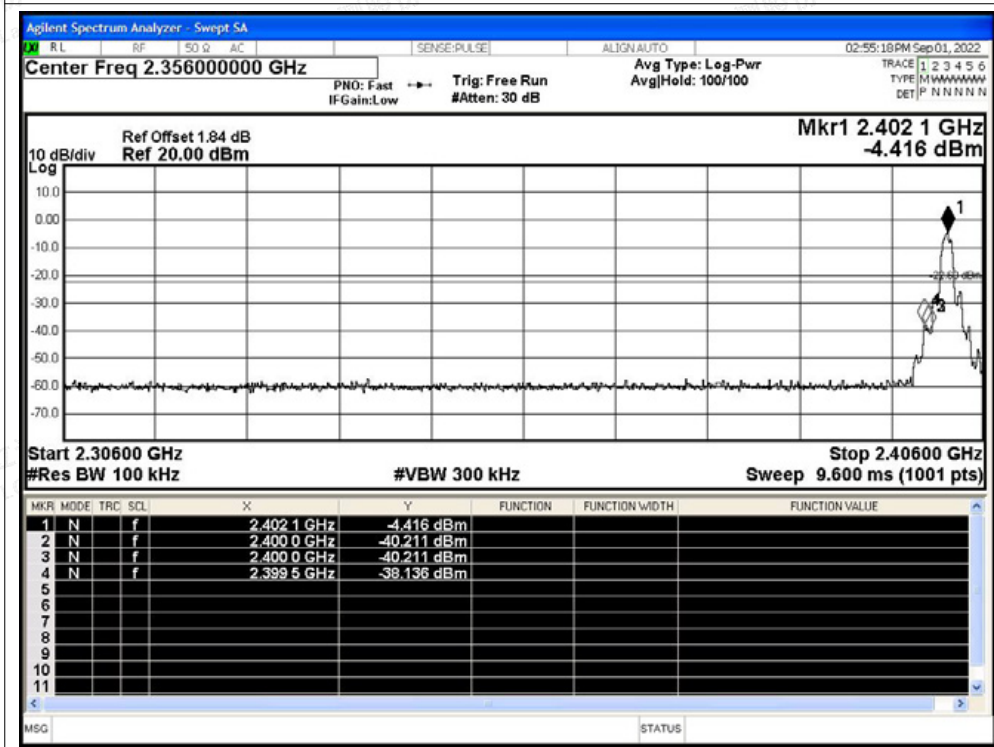 Agilent Spectrum Analyzer - Swept SA
LXI RL RF 50 Ω AC SENSE:PULSE ALIGN AUTO 02:55:18 PM Sep 01, 2022
Center Freq 2.356000000 GHz
PNO: Fast
IFGain:Low
Trig: Free Run
#Atten: 30 dB
Avg Type: Log-Pwr
Avg|Hold: 100/100
TRACE 1 2 3 4 5 6
TYPE M WWWWW
DET P N N N N N
Ref Offset 1.84 dB
10 dB/div Ref 20.00 dBm
Log
Mkr1 2.402 1 GHz
-4.416 dBm
10.0
0.00
-10.0
-20.0
-30.0
-40.0
-50.0
-60.0
-70.0
1
-22.60 dBm
Start 2.30600 GHz Stop 2.40600 GHz
#Res BW 100 kHz #VBW 300 kHz Sweep 9.600 ms (1001 pts)
MKR MODE TRC SCL X Y FUNCTION FUNCTION WIDTH FUNCTION VALUE
1 N f 2.402 1 GHz -4.416 dBm
2 N f 2.400 0 GHz -40.211 dBm
3 N f 2.400 0 GHz -40.211 dBm
4 N f 2.399 5 GHz -38.136 dBm
5
6
7
8
9
10
11
MSG STATUS